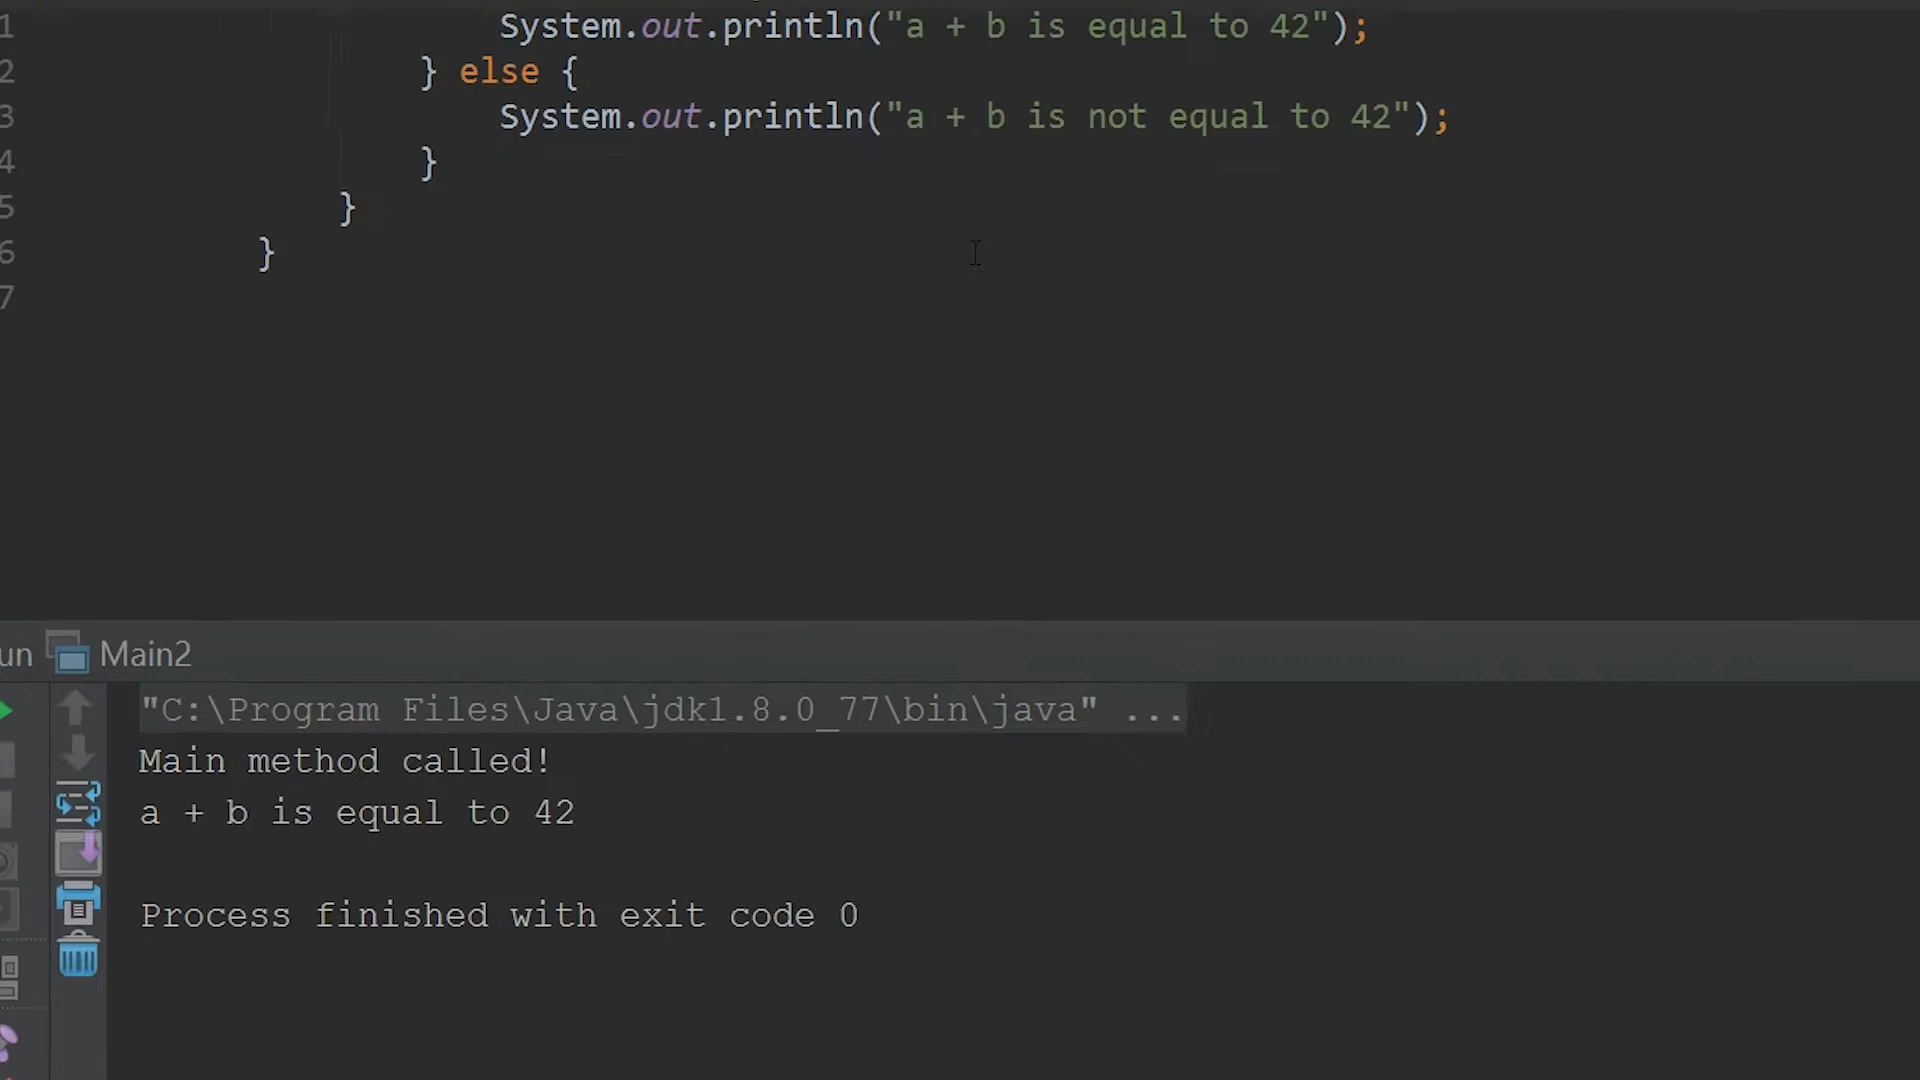 1 System.out.println("a + b is equal to 42");
2 } else {
3 System.out.println("a + b is not equal to 42");
4 }
5 }
6 }
7
un Main2
"C:\Program Files\Java\jdk1.8.0_77\bin\java" ...
Main method called!
a + b is equal to 42
Process finished with exit code 0